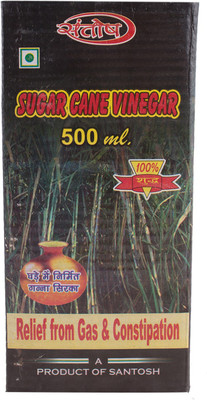 संतोष
SUGAR CANE VINEGAR
500 ml.
100%
शुद्ध
घड़े में निर्मित
गन्ना सिरका
Relief from Gas & Constipation
A
PRODUCT OF SANTOSH